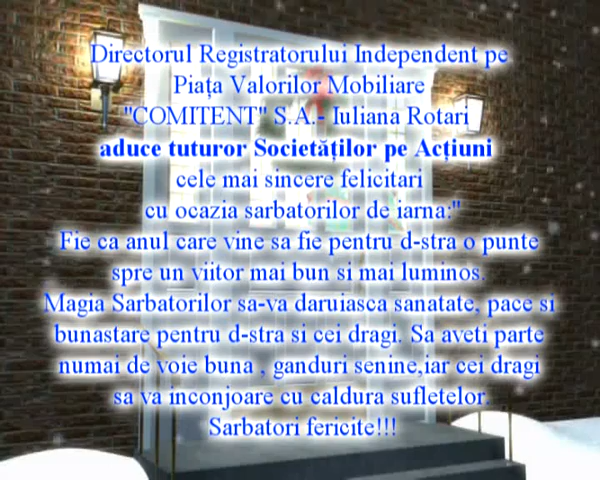 Directorul Registratorului Independent pe
Piața Valorilor Mobiliare
"COMITENT" S.A.- Iuliana Rotari
aduce tuturor Societăților pe Acțiuni
cele mai sincere felicitari
cu ocazia sarbatorilor de iarna:"
Fie ca anul care vine sa fie pentru d-stra o punte
spre un viitor mai bun si mai luminos.
Magia Sarbatorilor sa-va daruiasca sanatate, pace si
bunastare pentru d-stra si cei dragi. Sa aveti parte
numai de voie buna , ganduri senine,iar cei dragi
sa va inconjoare cu caldura sufletelor.
Sarbatori fericite!!!